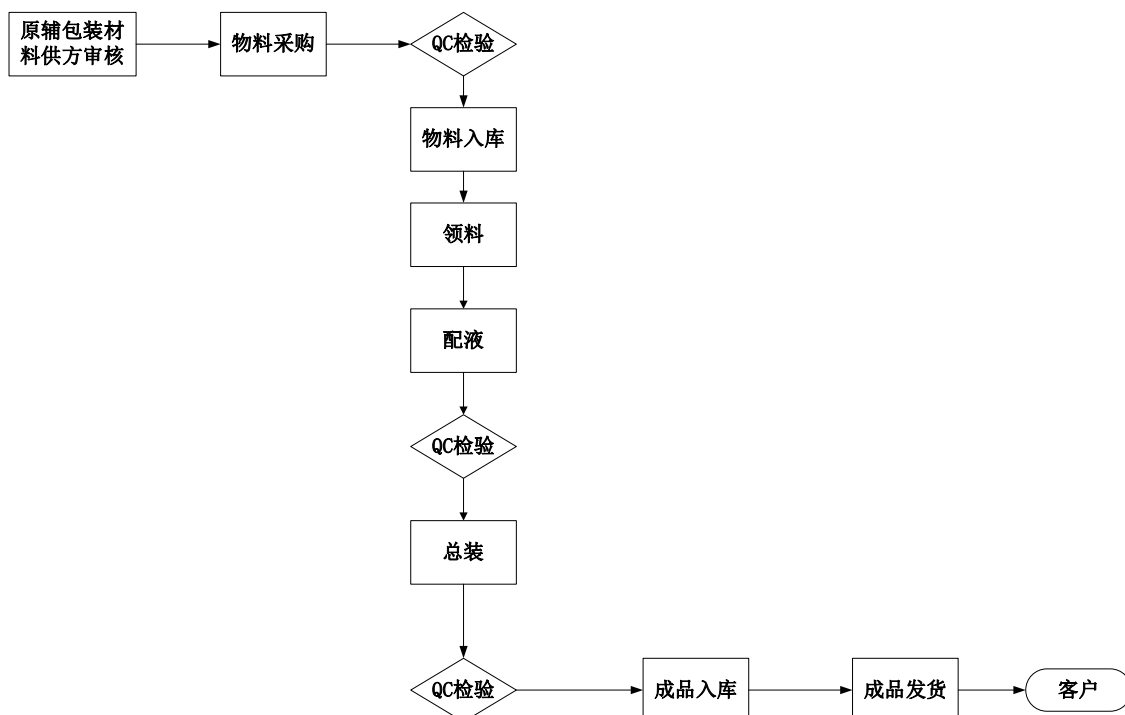 原辅包装材
料供方审核
物料采购
QC检验
物料入库
领料
配液
QC检验
总装
QC检验
成品入库
成品发货
客户